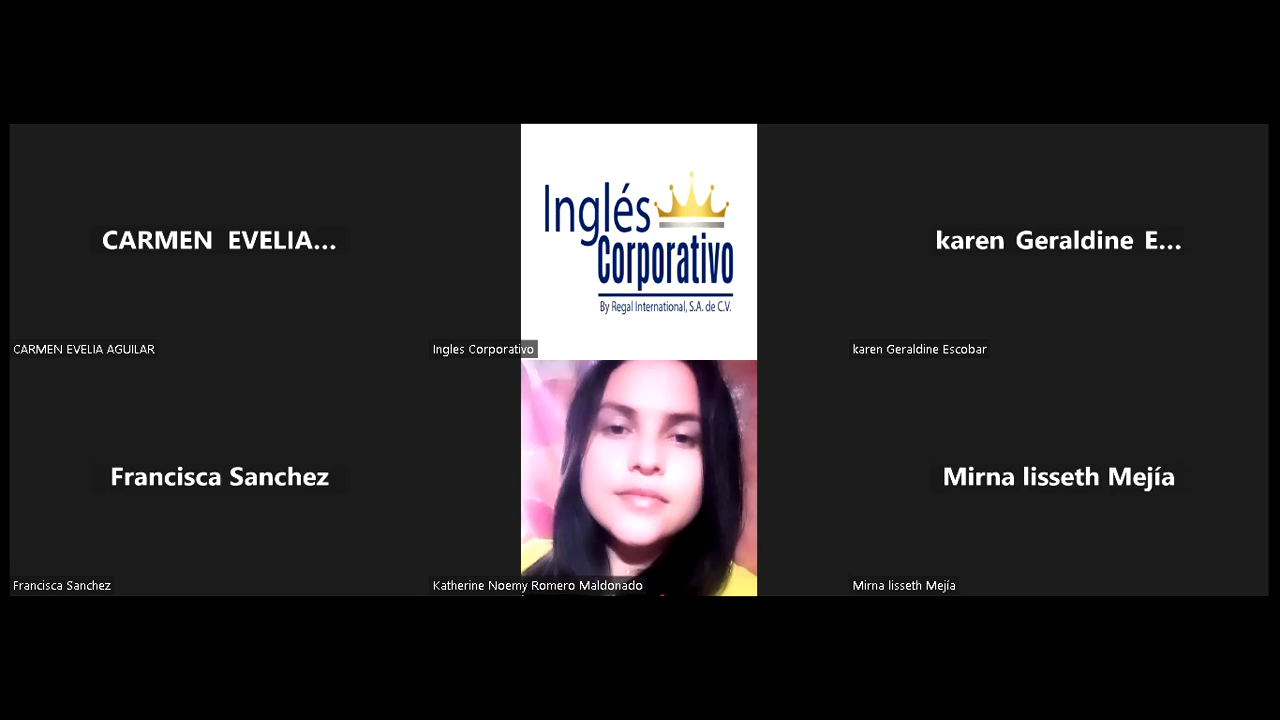 CARMEN EVELIA...
Inglés
Corporativo
By Regal International, S.A. de C.V.
karen Geraldine E...
CARMEN EVELIA AGUILAR
Ingles Corporativo
karen Geraldine Escobar
Francisca Sanchez
Mirna lisseth Mejía
Francisca Sanchez
Katherine Noemy Romero Maldonado
Mirna lisseth Mejía